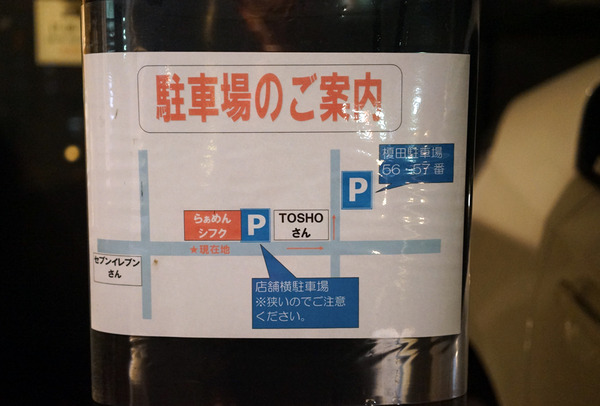 駐車場のご案内
榎田駐車場
66・67番
P
らぁめん
シフク
P
TOSHO
さん
★現在地
セブンイレブン
さん
店舗横駐車場
※狭いのでご注意
ください。